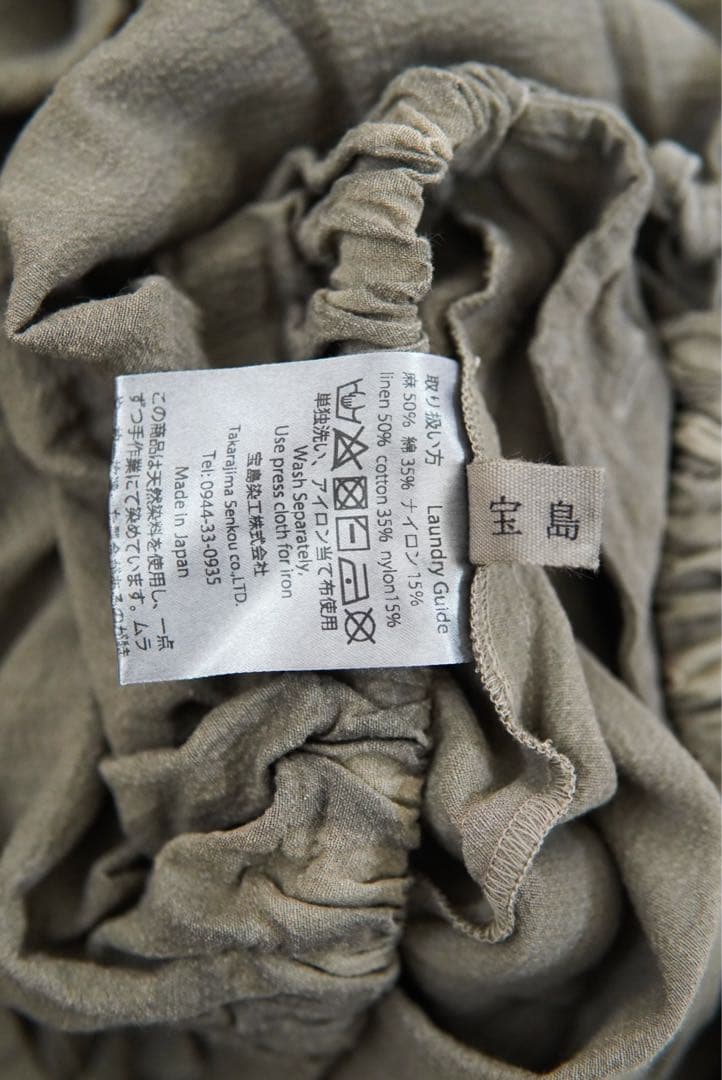 取り扱い方 Laundry Guide
麻 50% 綿 35% ナイロン 15%
linen 50% cotton 35% nylon15%
単独洗い、アイロン当て布使用
Wash Separately,
Use press cloth for iron
宝島染工株式会社
Takarajima Senkou co.,LTD.
Tel: 0944-33-0935
Made in Japan
この商品は天然染料を使用し、一点
ずつ手作業にて染めています。ムラ
宝島